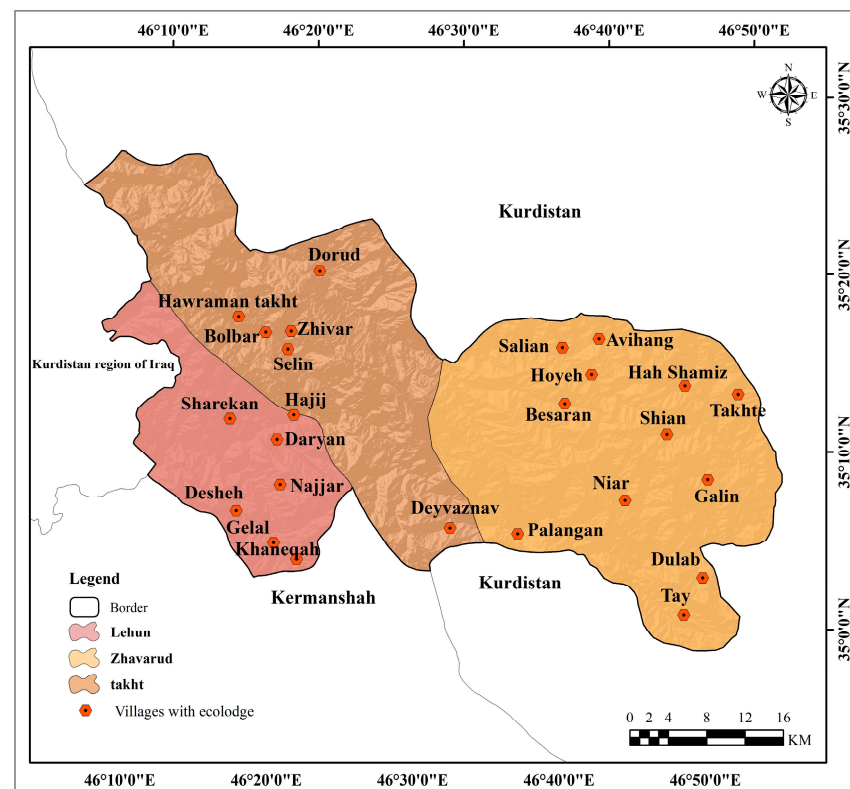 46°10'0"E 46°20'0"E 46°30'0"E 46°40'0"E 46°50'0"E
N
W E
S
35°30'0"N
Kurdistan
Dorud
35°20'0"N
Hawraman takht
Bolbar
Zhivar
Selin
Salian
Avihang
Kurdistan region of Iraq
Hoyeh
Hah Shamiz
Besaran
Takhte
Sharekan
Hajij
Shian
Daryan
35°10'0"N
Desheh
Najjar
Niar
Galin
Gelal
Deyvaznav
Palangan
Khaneqah
Dulab
Kermanshah
Kurdistan
Tay
35°0'0"N
Legend
Border
Lehun
Zhavarud
takht
Villages with ecolodge
0 2 4 8 12 16
KM
46°10'0"E 46°20'0"E 46°30'0"E 46°40'0"E 46°50'0"E